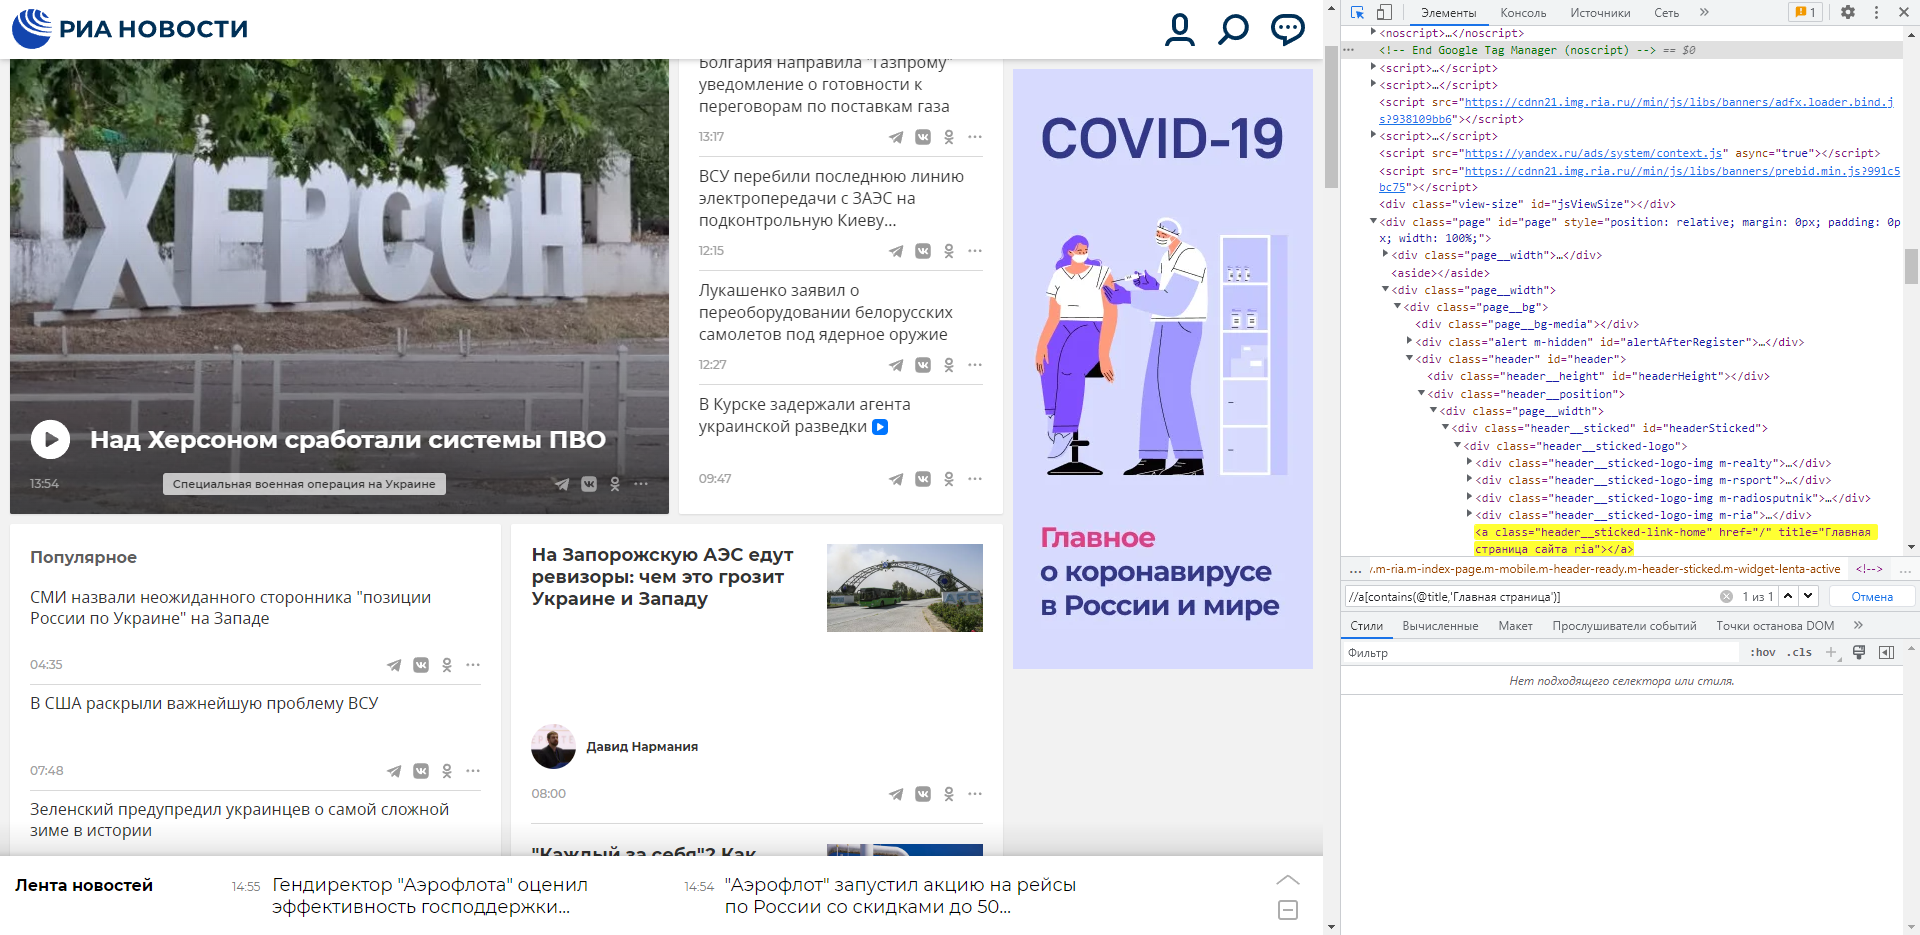 РИА НОВОСТИ
ХЕРСОН
Над Херсоном сработали системы ПВО
13:54
Специальная военная операция на Украине
Болгария направила "Газпрому"
уведомление о готовности к
переговорам по поставкам газа
13:17
ВСУ перебили последнюю линию
электропередачи с ЗАЭС на
подконтрольную Киеву...
12:15
Лукашенко заявил о
переоборудовании белорусских
самолетов под ядерное оружие
12:27
В Курске задержали агента
украинской разведки
09:47
COVID-19
Главное
о коронавирусе
в России и мире
Популярное
СМИ назвали неожиданного сторонника "позиции
России по Украине" на Западе
04:35
В США раскрыли важнейшую проблему ВСУ
07:48
Зеленский предупредил украинцев о самой сложной
зиме в истории
На Запорожскую АЭС едут
ревизоры: чем это грозит
Украине и Западу
Давид Нармания
08:00
"Каждый за себя"? Как
Лента новостей
14:55
Гендиректор "Аэрофлота" оценил
эффективность господдержки...
14:54
"Аэрофлот" запустил акцию на рейсы
по России со скидками до 50...
Элементы Консоль Источники Сеть » 1
<noscript>…</noscript>
<!-- End Google Tag Manager (noscript) --> == $0
<script>…</script>
<script>…</script>
<script src="https://cdnn21.img.ria.ru//min/js/libs/banners/adfx.loader.bind.j
s?938109bb6"></script>
<script>…</script>
<script src="https://yandex.ru/ads/system/context.js" async="true"></script>
<script src="https://cdnn21.img.ria.ru//min/js/libs/banners/prebid.min.js?991c5
bc75"></script>
<div class="view-size" id="jsViewSize"></div>
<div class="page" id="page" style="position: relative; margin: 0px; padding: 0p
x; width: 100%;">
<div class="page__width">…</div>
<aside></aside>
<div class="page__width">
<div class="page__bg">
<div class="page__bg-media"></div>
<div class="alert m-hidden" id="alertAfterRegister">…</div>
<div class="header" id="header">
<div class="header__height" id="headerHeight"></div>
<div class="header__position">
<div class="page__width">
<div class="header__sticked" id="headerSticked">
<div class="header__sticked-logo">
<div class="header__sticked-logo-img m-realty">…</div>
<div class="header__sticked-logo-img m-rsport">…</div>
<div class="header__sticked-logo-img m-radiosputnik">…</div>
<div class="header__sticked-logo-img m-ria">…</div>
<a class="header__sticked-link-home" href="/" title="Главная
страница сайта ria"></a>
... .m-ria.m-index-page.m-mobile.m-header-ready.m-header-sticked.m-widget-lenta-active <!--> ...
//a[contains(@title,'Главная страница')] 1 из 1 Отмена
Стили Вычисленные Макет Прослушиватели событий Точки останова DOM »
Фильтр :hov .cls +
Нет подходящего селектора или стиля.